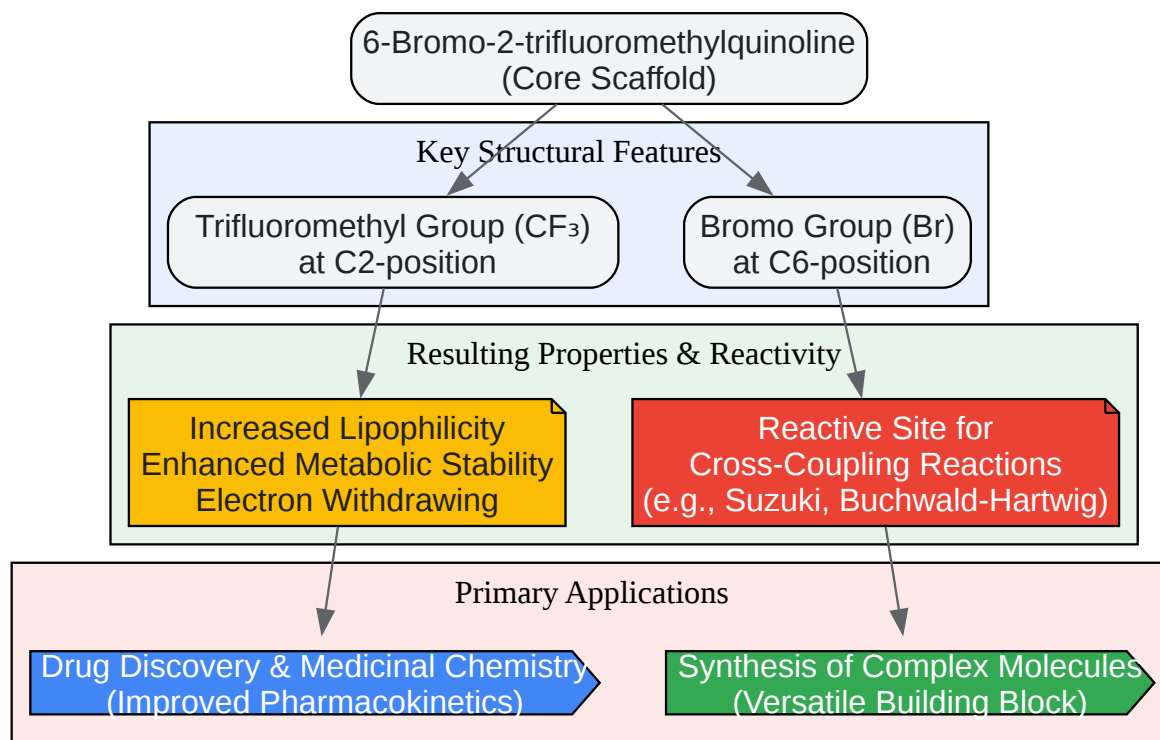 6-Bromo-2-trifluoromethylquinoline
(Core Scaffold)
Key Structural Features
Trifluoromethyl Group (CF₃)
at C2-position
Bromo Group (Br)
at C6-position
Resulting Properties & Reactivity
Increased Lipophilicity
Enhanced Metabolic Stability
Electron Withdrawing
Reactive Site for
Cross-Coupling Reactions
(e.g., Suzuki, Buchwald-Hartwig)
Primary Applications
Drug Discovery & Medicinal Chemistry
(Improved Pharmacokinetics)
Synthesis of Complex Molecules
(Versatile Building Block)